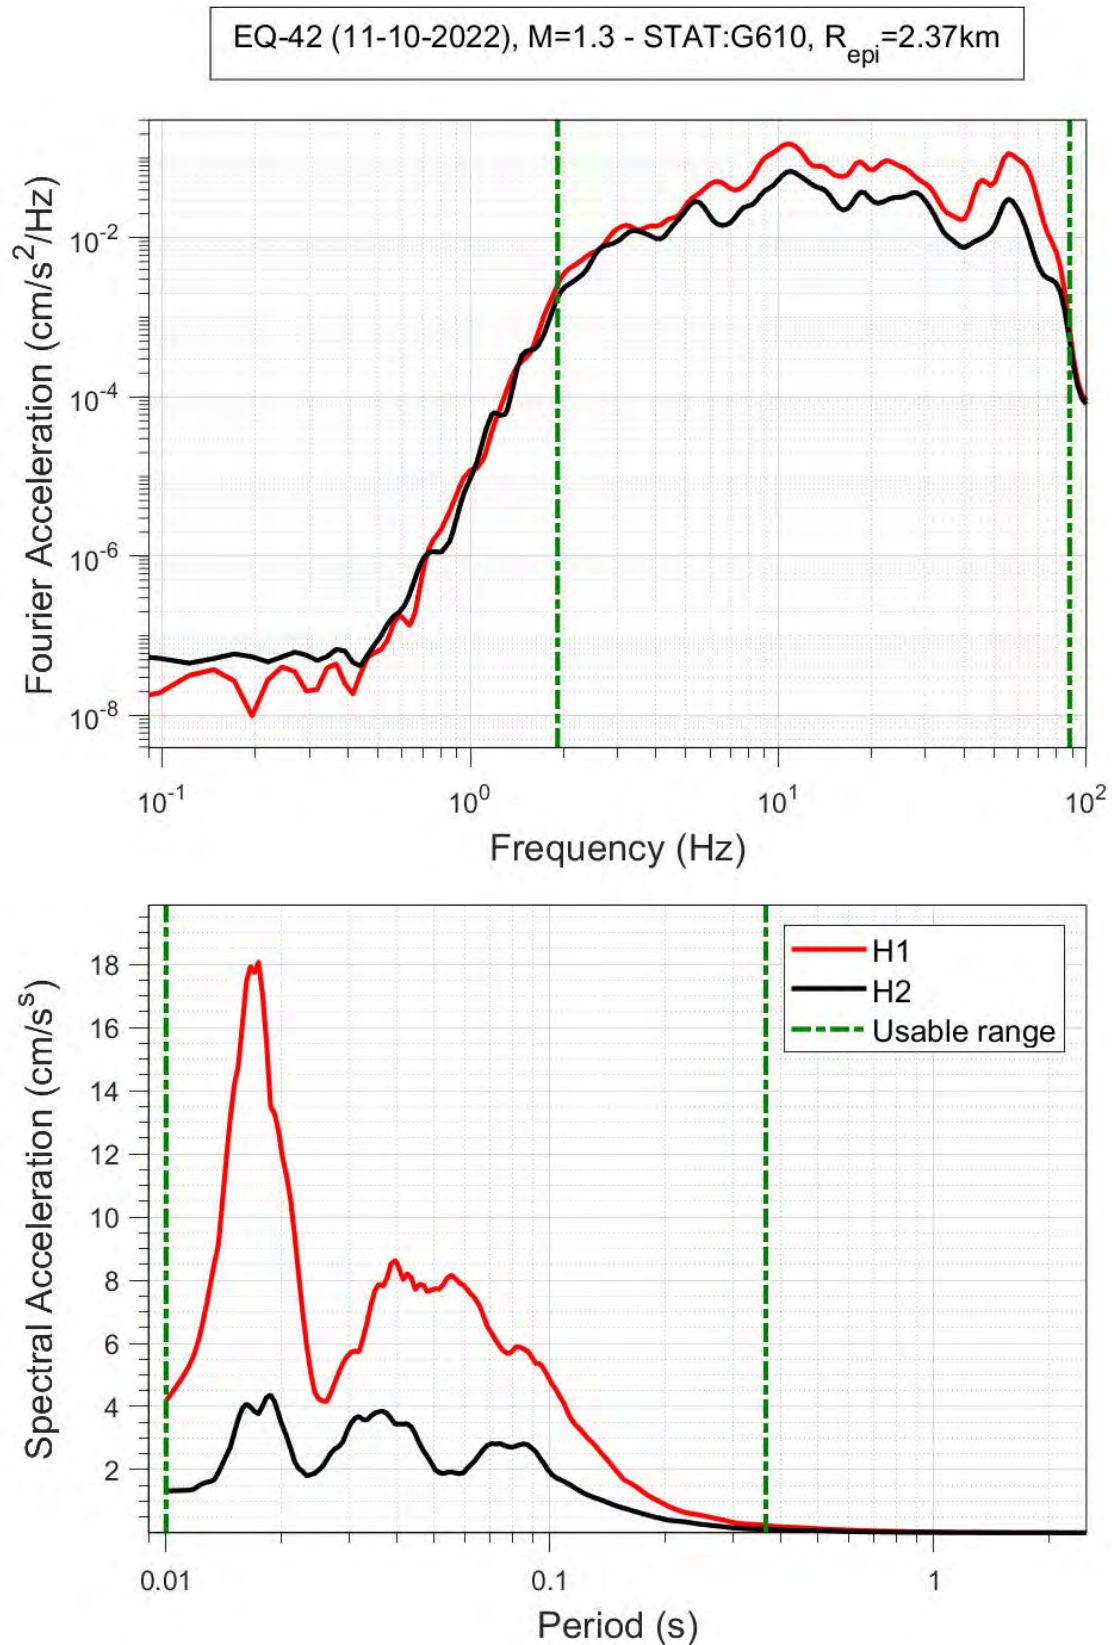 EQ-42 (11-10-2022), M=1.3 - STAT:G610, R_epi=2.37km
Fourier Acceleration (cm/s²/Hz)
10⁻²
10⁻⁴
10⁻⁶
10⁻⁸
10⁻¹ 10⁰ 10¹ 10²
Frequency (Hz)
Spectral Acceleration (cm/sˢ)
18
16
14
12
10
8
6
4
2
H1
H2
Usable range
0.01 0.1 1
Period (s)